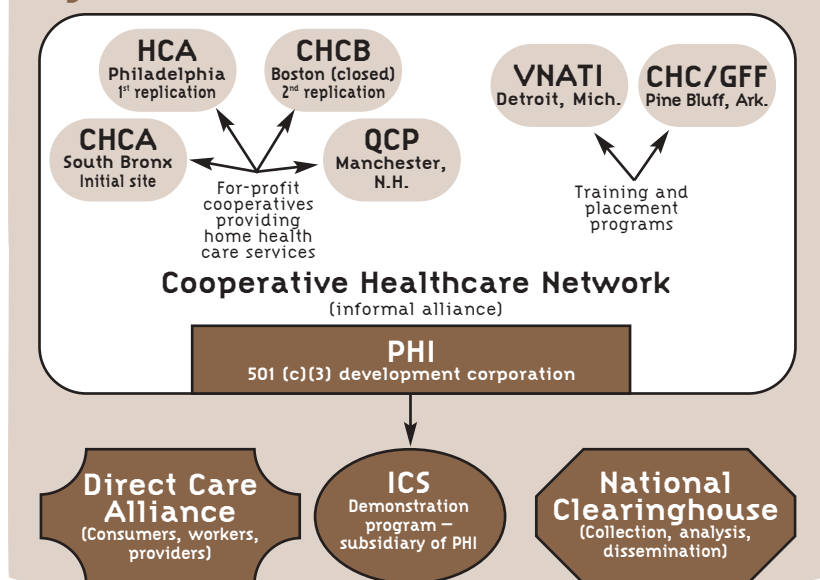 HCA
Philadelphia
1st replication
CHCB
Boston (closed)
2nd replication
VNATI
Detroit, Mich.
CHC/GFF
Pine Bluff, Ark.
CHCA
South Bronx
Initial site
QCP
Manchester,
N.H.
For-profit
cooperatives
providing
home health
care services
Training and
placement
programs
Cooperative Healthcare Network
(informal alliance)
PHI
501 (c)(3) development corporation
Direct Care
Alliance
(Consumers, workers,
providers)
ICS
Demonstration
program –
subsidiary of PHI
National
Clearinghouse
(Collection, analysis,
dissemination)